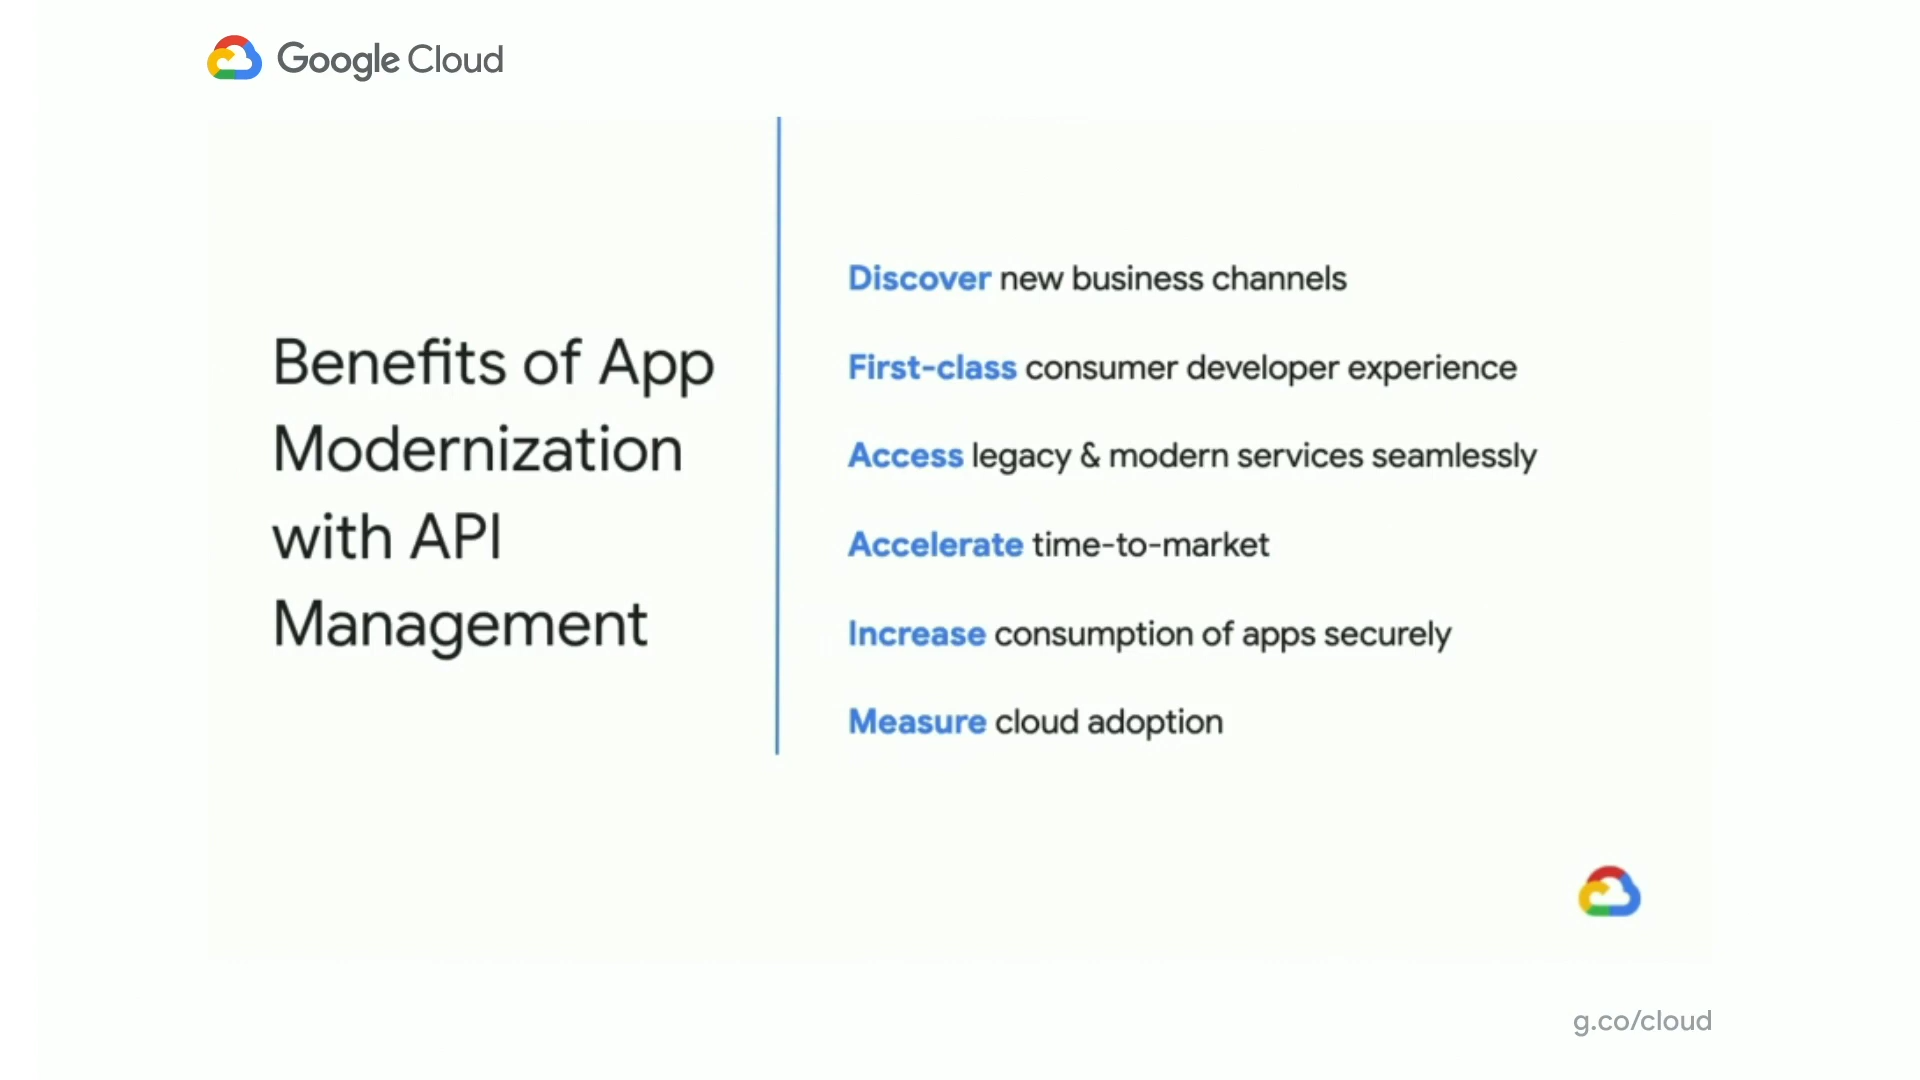 Google Cloud
Benefits of App
Modernization
with API
Management
Discover new business channels
First-class consumer developer experience
Access legacy & modern services seamlessly
Accelerate time-to-market
Increase consumption of apps securely
Measure cloud adoption
g.co/cloud